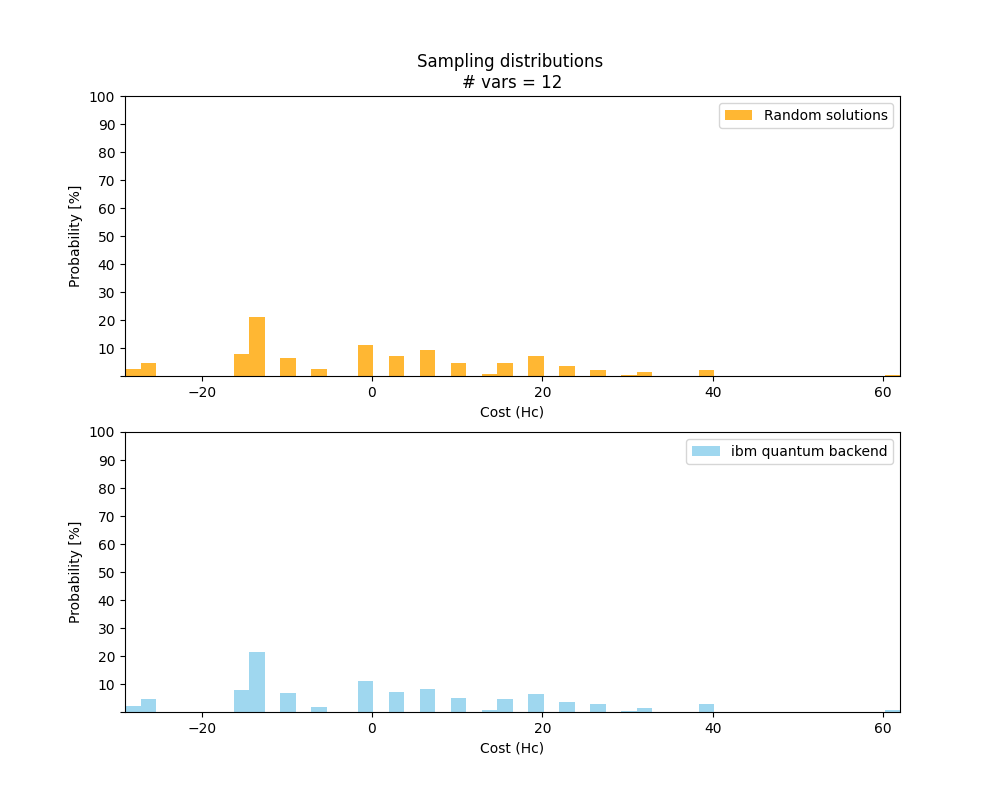 Sampling distributions
# vars = 12
Random solutions
100
90
80
70
60
50
40
30
20
10
Probability [%]
−20 0 20 40 60
Cost (Hc)
ibm quantum backend
100
90
80
70
60
50
40
30
20
10
Probability [%]
−20 0 20 40 60
Cost (Hc)